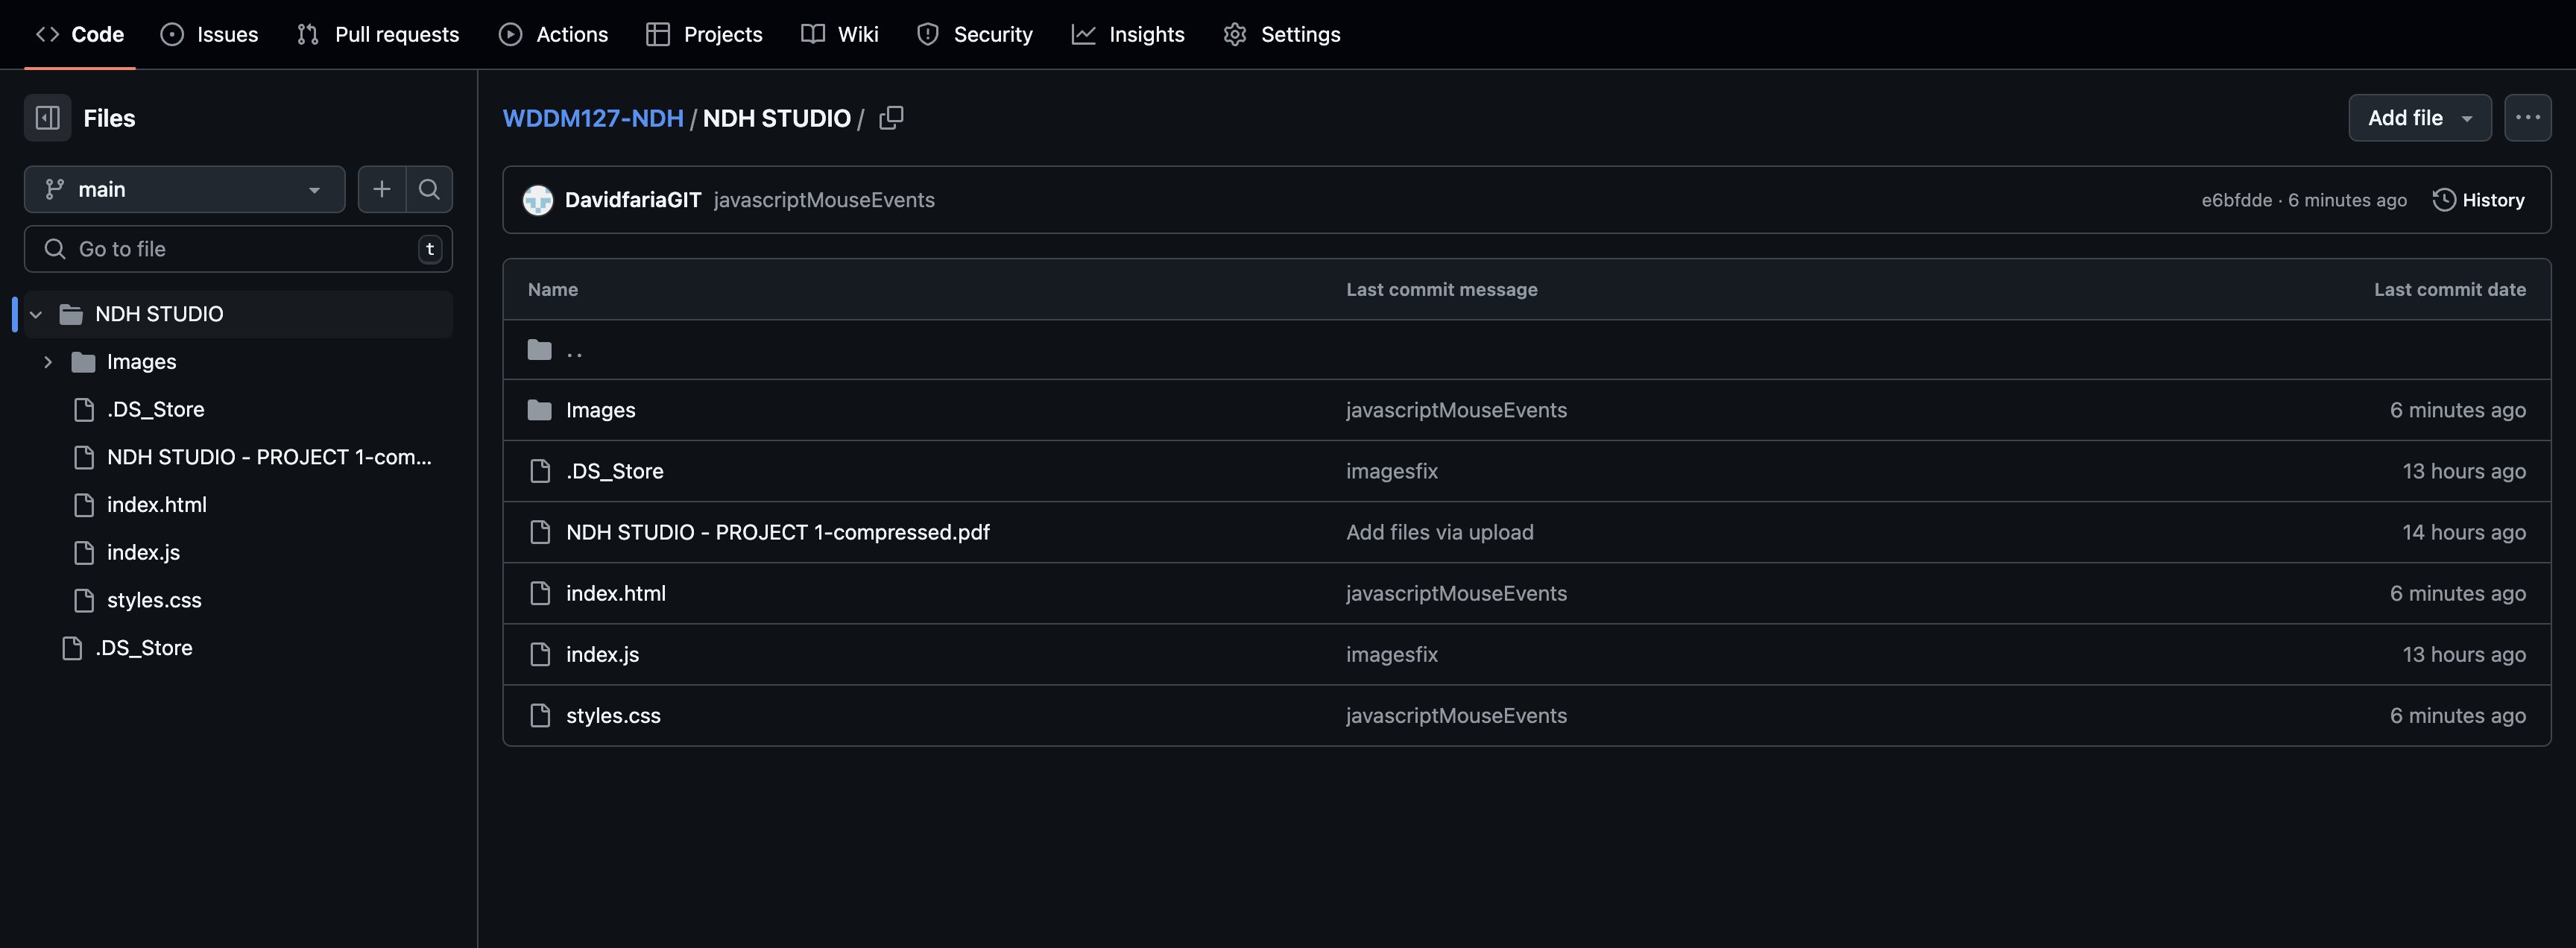 Code Issues Pull requests Actions Projects Wiki Security Insights Settings
Files
main
Go to file t
NDH STUDIO
Images
.DS_Store
NDH STUDIO - PROJECT 1-com...
index.html
index.js
styles.css
.DS_Store
WDDM127-NDH / NDH STUDIO /
Add file ...
DavidfariaGIT javascriptMouseEvents e6bfdde · 6 minutes ago History
Name Last commit message Last commit date
..
Images javascriptMouseEvents 6 minutes ago
.DS_Store imagesfix 13 hours ago
NDH STUDIO - PROJECT 1-compressed.pdf Add files via upload 14 hours ago
index.html javascriptMouseEvents 6 minutes ago
index.js imagesfix 13 hours ago
styles.css javascriptMouseEvents 6 minutes ago